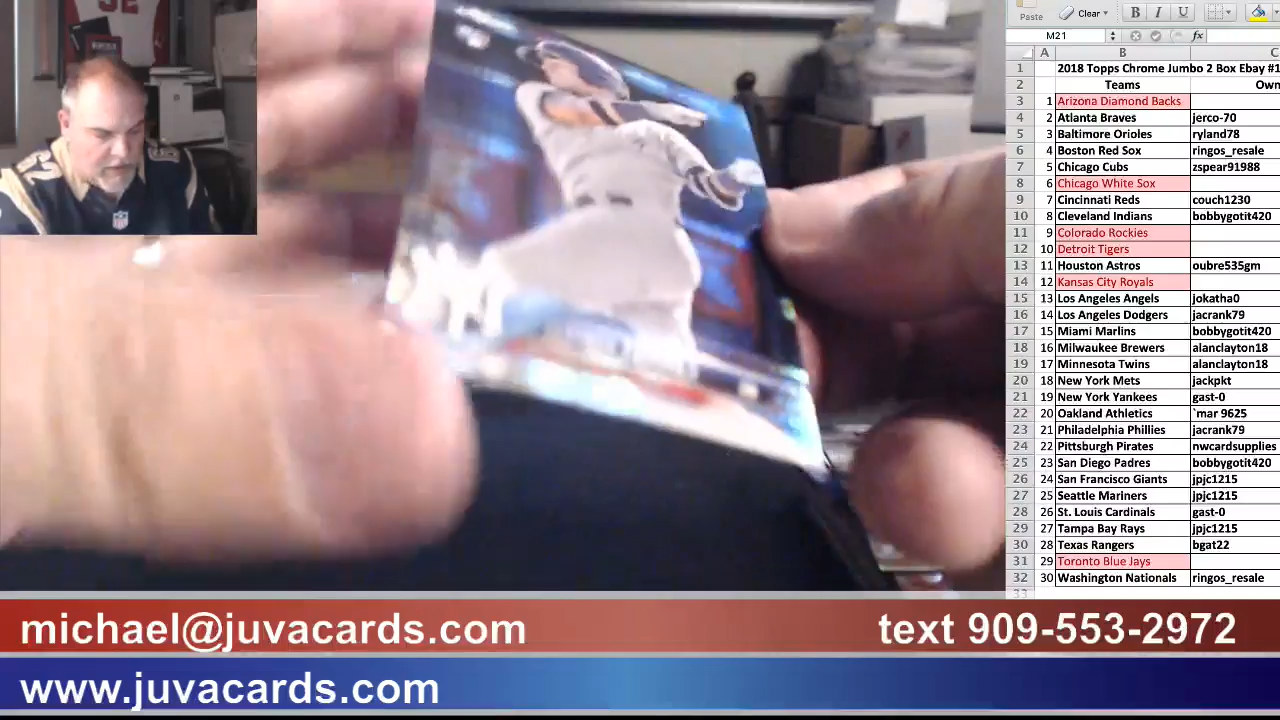 52
Paste
Clear
B I U
M21
fx
A B C
1 2018 Topps Chrome Jumbo 2 Box Ebay #1
2 Teams Own
3 1 Arizona Diamond Backs
4 2 Atlanta Braves jerco-70
5 3 Baltimore Orioles ryland78
6 4 Boston Red Sox ringos_resale
7 5 Chicago Cubs zspear91988
8 6 Chicago White Sox
9 7 Cincinnati Reds couch1230
10 8 Cleveland Indians bobbygotit420
11 9 Colorado Rockies
12 10 Detroit Tigers
13 11 Houston Astros oubre535gm
14 12 Kansas City Royals
15 13 Los Angeles Angels jokatha0
16 14 Los Angeles Dodgers jacrank79
17 15 Miami Marlins bobbygotit420
18 16 Milwaukee Brewers alanclayton18
19 17 Minnesota Twins alanclayton18
20 18 New York Mets jackpkt
21 19 New York Yankees gast-0
22 20 Oakland Athletics `mar 9625
23 21 Philadelphia Phillies jacrank79
24 22 Pittsburgh Pirates nwcardsupplies
25 23 San Diego Padres bobbygotit420
26 24 San Francisco Giants jpjc1215
27 25 Seattle Mariners jpjc1215
28 26 St. Louis Cardinals gast-0
29 27 Tampa Bay Rays jpjc1215
30 28 Texas Rangers bgat22
31 29 Toronto Blue Jays
32 30 Washington Nationals ringos_resale
33
michael@juvacards.com
text 909-553-2972
www.juvacards.com